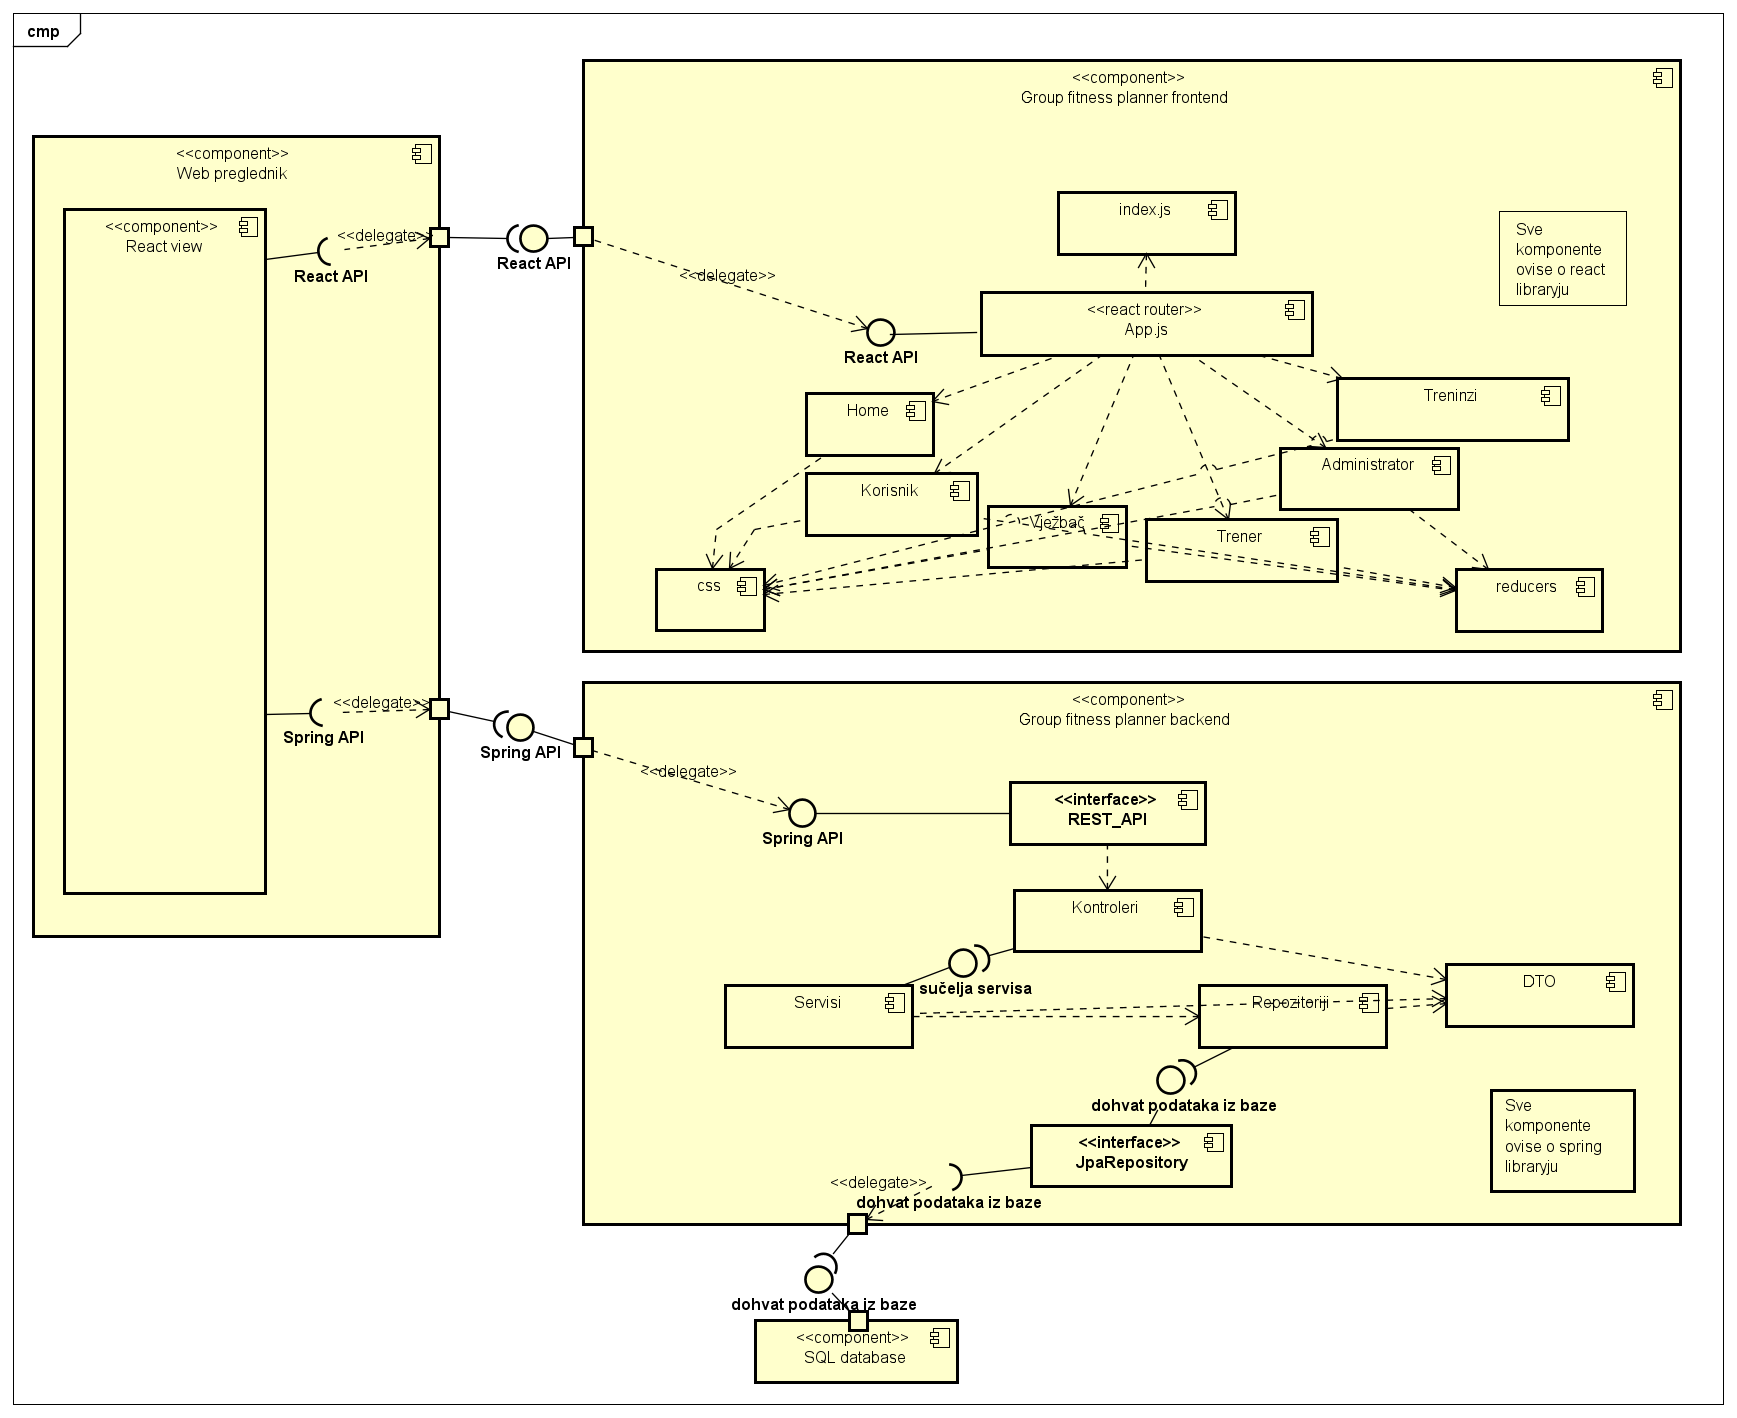 cmp
<<component>>
Web preglednik
<<component>>
React view
<<delegate>>
React API
React API
<<delegate>>
Spring API
Spring API
<<component>>
Group fitness planner frontend
index.js
Sve
komponente
ovise o react
libraryju
<<delegate>>
React API
<<react router>>
App.js
Home
Treninzi
Korisnik
Administrator
Vježbač
Trener
css
reducers
<<component>>
Group fitness planner backend
<<delegate>>
Spring API
<<interface>>
REST_API
Kontroleri
sučelja servisa
Servisi
Repozitoriji
DTO
dohvat podataka iz baze
<<interface>>
JpaRepository
Sve
komponente
ovise o spring
libraryju
<<delegate>>
dohvat podataka iz baze
dohvat podataka iz baze
<<component>>
SQL database